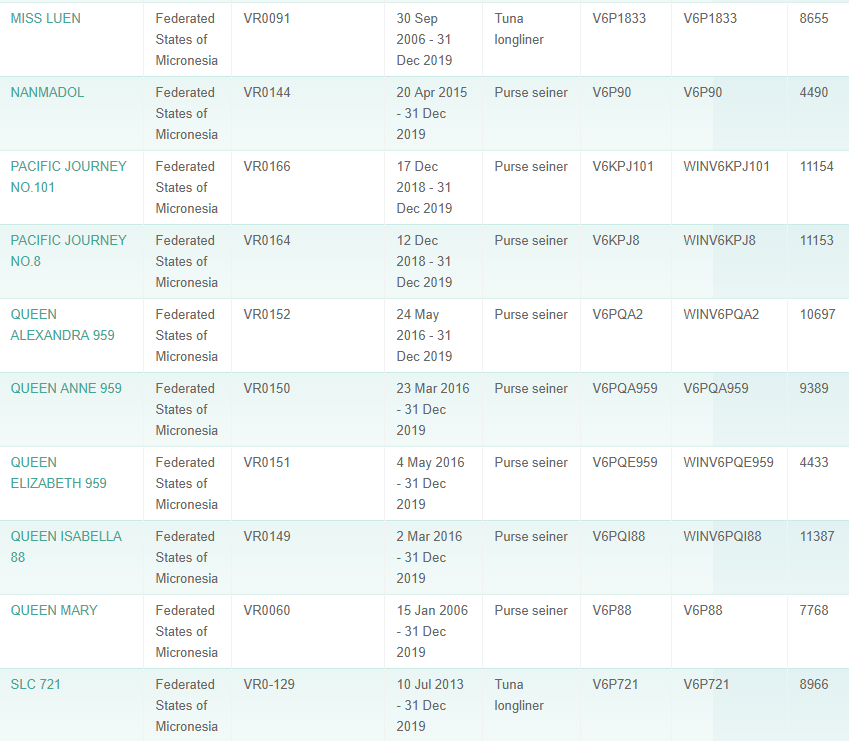 MISS LUEN Federated VR0091 30 Sep Tuna V6P1833 V6P1833 8655
States of 2006 - 31 longliner
Micronesia Dec 2019
NANMADOL Federated VR0144 20 Apr 2015 Purse seiner V6P90 V6P90 4490
States of - 31 Dec
Micronesia 2019
PACIFIC JOURNEY Federated VR0166 17 Dec Purse seiner V6KPJ101 WINV6KPJ101 11154
NO.101 States of 2018 - 31
Micronesia Dec 2019
PACIFIC JOURNEY Federated VR0164 12 Dec Purse seiner V6KPJ8 WINV6KPJ8 11153
NO.8 States of 2018 - 31
Micronesia Dec 2019
QUEEN Federated VR0152 24 May Purse seiner V6PQA2 WINV6PQA2 10697
ALEXANDRA 959 States of 2016 - 31
Micronesia Dec 2019
QUEEN ANNE 959 Federated VR0150 23 Mar 2016 Purse seiner V6PQA959 V6PQA959 9389
States of - 31 Dec
Micronesia 2019
QUEEN Federated VR0151 4 May 2016 Purse seiner V6PQE959 WINV6PQE959 4433
ELIZABETH 959 States of - 31 Dec
Micronesia 2019
QUEEN ISABELLA Federated VR0149 2 Mar 2016 Purse seiner V6PQI88 WINV6PQI88 11387
88 States of - 31 Dec
Micronesia 2019
QUEEN MARY Federated VR0060 15 Jan 2006 Purse seiner V6P88 V6P88 7768
States of - 31 Dec
Micronesia 2019
SLC 721 Federated VR0-129 10 Jul 2013 Tuna V6P721 V6P721 8966
States of - 31 Dec longliner
Micronesia 2019